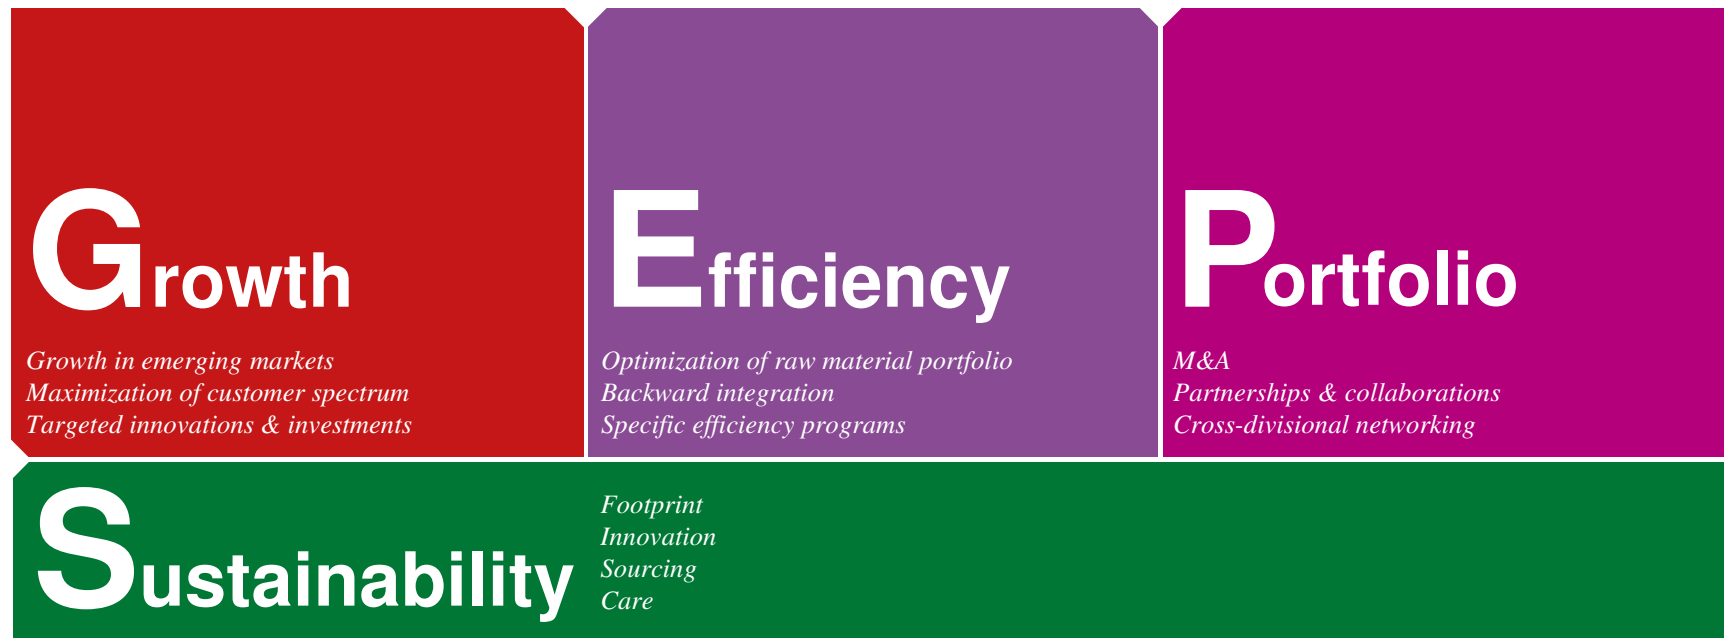 Growth
Growth in emerging markets
Maximization of customer spectrum
Targeted innovations & investments
Efficiency
Optimization of raw material portfolio
Backward integration
Specific efficiency programs
Portfolio
M&A
Partnerships & collaborations
Cross-divisional networking
Sustainability
Footprint
Innovation
Sourcing
Care